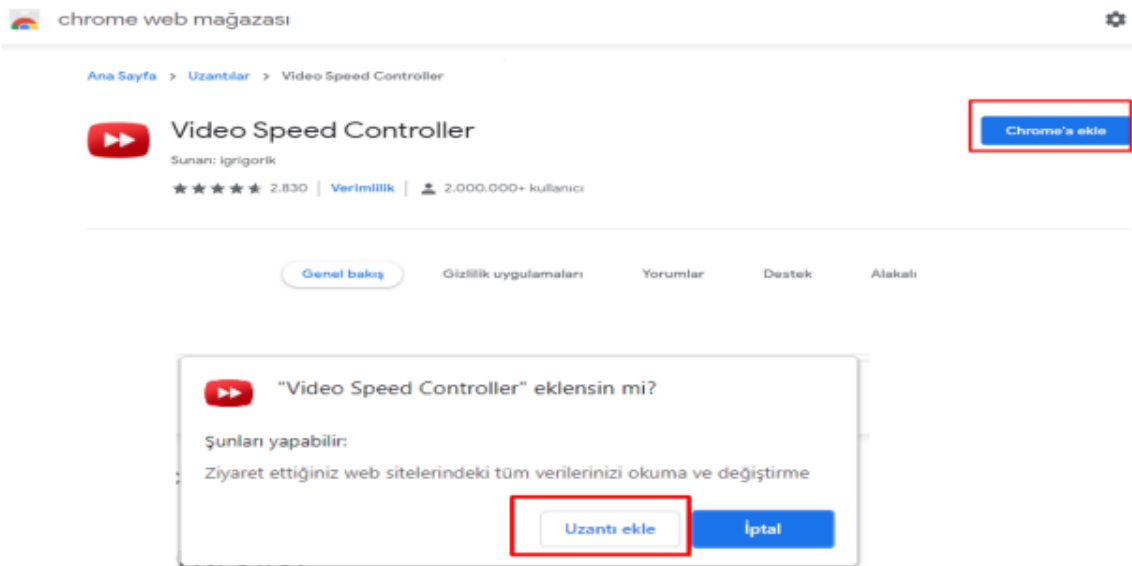 chrome web mağazası
Ana Sayfa > Uzantılar > Video Speed Controller
Video Speed Controller
Chrome'a ekle
Sunan: igrigorik
2.830 | Verimlilik | 2.000.000+ kullanıcı
Genel bakış Gizlilik uygulamaları Yorumlar Destek Alakalı
"Video Speed Controller" eklensin mi?
Şunları yapabilir:
Ziyaret ettiğiniz web sitelerindeki tüm verilerinizi okuma ve değiştirme
Uzantı ekle İptal